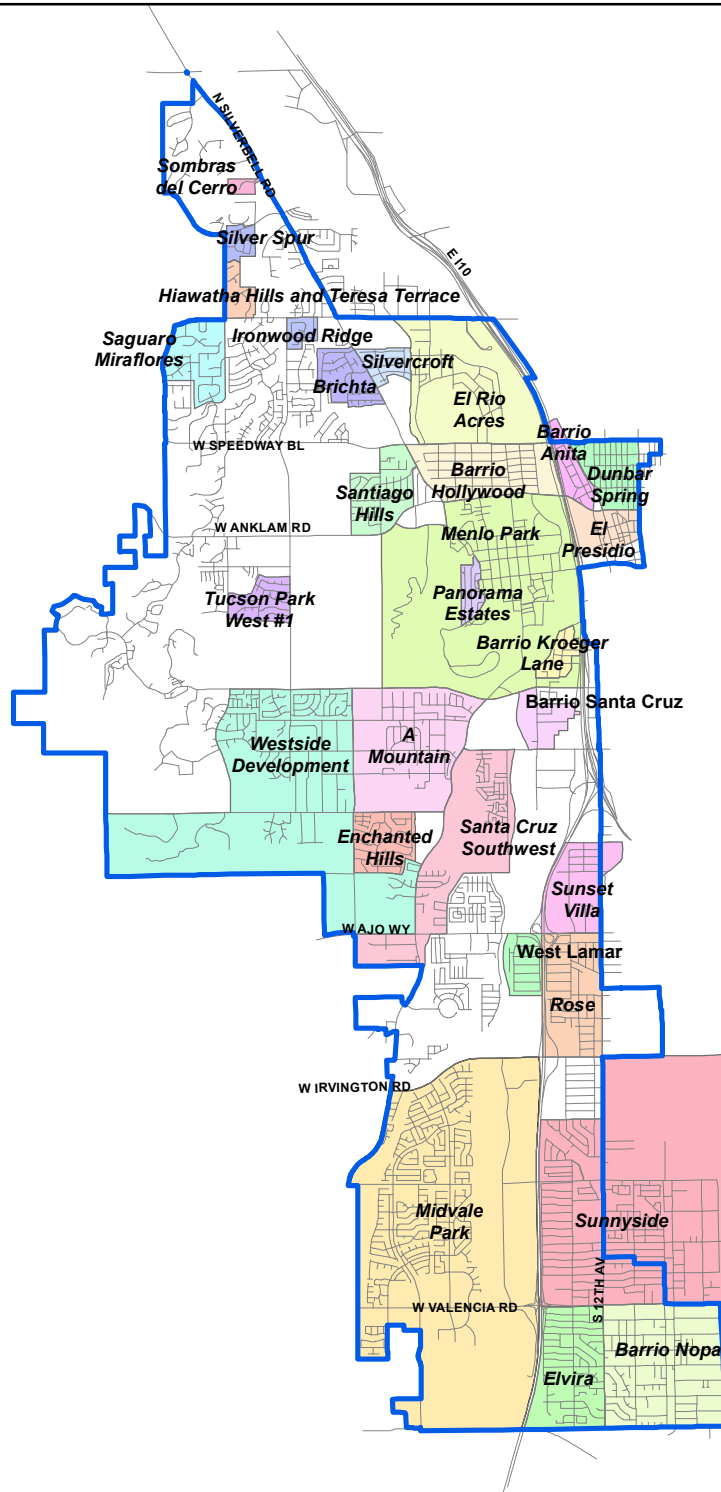 N SILVERBELL RD
Sombras
del Cerro
Silver Spur
E I10
Hiawatha Hills and Teresa Terrace
Saguaro
Miraflores
Ironwood Ridge
Silvercroft
Brichta
El Rio
Acres
Barrio
Anita
W SPEEDWAY BL
Barrio
Hollywood
Dunbar
Spring
Santiago
Hills
W ANKLAM RD
Menlo Park
El
Presidio
Tucson Park
West #1
Panorama
Estates
Barrio Kroeger
Lane
Barrio Santa Cruz
Westside
Development
A
Mountain
Enchanted
Hills
Santa Cruz
Southwest
Sunset
Villa
W AJO WY
West Lamar
Rose
W IRVINGTON RD
Midvale
Park
Sunnyside
S 12TH AV
W VALENCIA RD
Barrio Nopa
Elvira